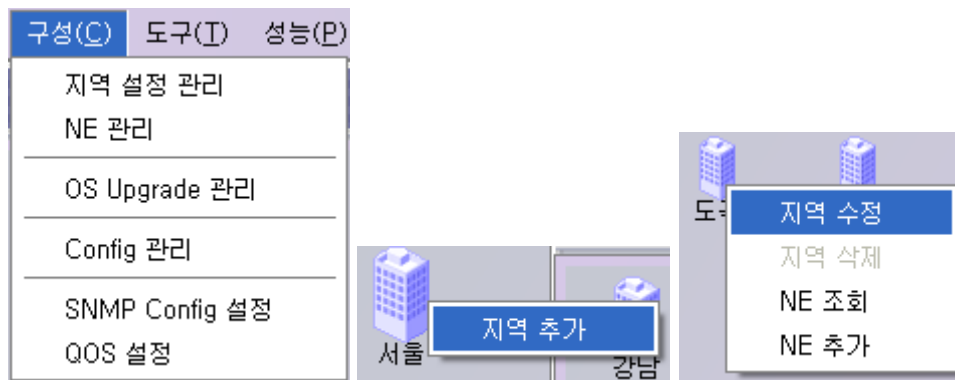 구성(C) 도구(T) 성능(P)
지역 설정 관리
NE 관리
OS Upgrade 관리
Config 관리
SNMP Config 설정
QOS 설정
지역 추가
서울
강남
지역 수정
지역 삭제
NE 조회
NE 추가